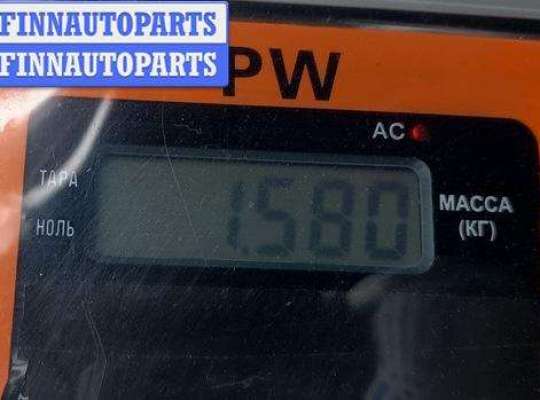 FINNAUTOPARTS
FINNAUTOPARTS
PW
AC
ТАРА
1.580
МАССА
НОЛЬ
(КГ)